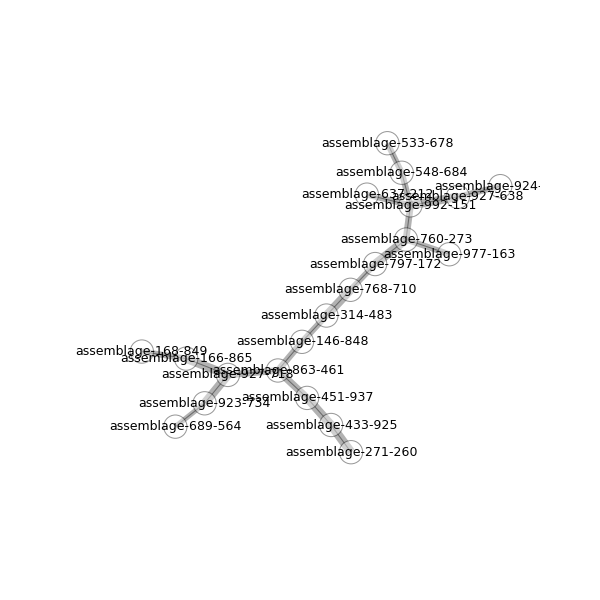 assemblage-533-678
assemblage-548-684
assemblage-924-
assemblage-637-212
assemblage-927-638
assemblage-992-151
assemblage-760-273
assemblage-977-163
assemblage-797-172
assemblage-768-710
assemblage-314-483
assemblage-146-848
assemblage-168-849
assemblage-166-865
assemblage-863-461
assemblage-927-718
assemblage-451-937
assemblage-923-734
assemblage-433-925
assemblage-689-564
assemblage-271-260